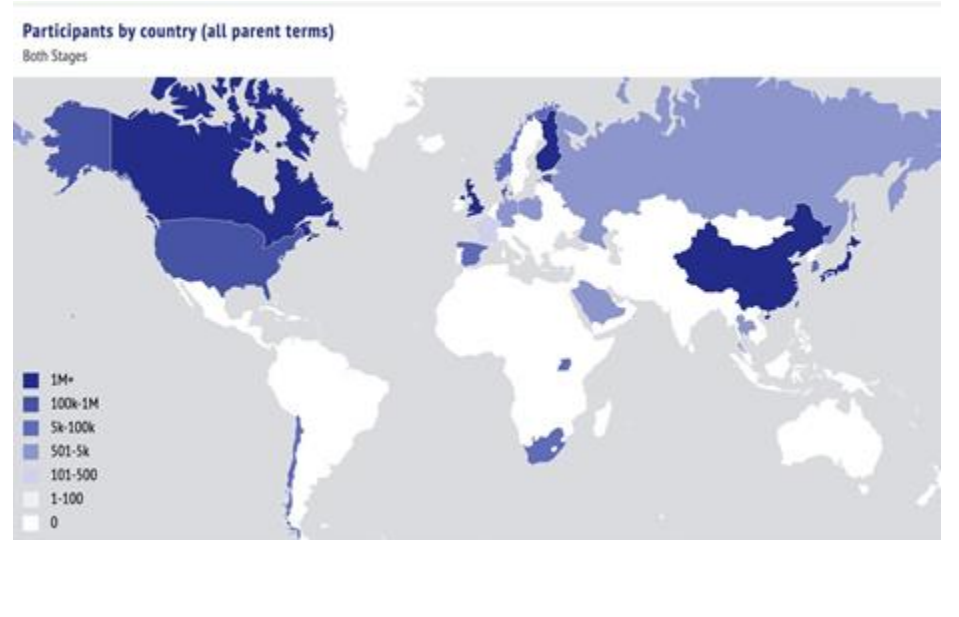 Participants by country (all parent terms)
Both Stages
1M+
100k-1M
5k-100k
501-5k
101-500
1-100
0